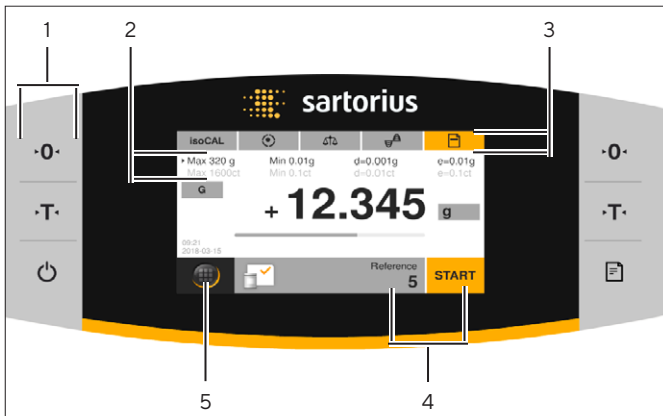 1 2 3
sartorius
isoCAL
Max 320 g Min 0.01g d=0.001g e=0.01g
Max 1600ct Min 0.1ct d=0.01ct e=0.1ct
▸0◂ ▸0◂
G
+ 12.345 g
▸T◂ ▸T◂
09:21
2018-03-15
Reference
5
START
5 4